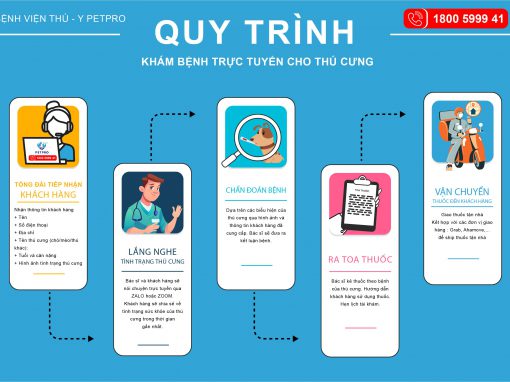 BỆNH VIỆN THÚ - Y PETPRO
1800 5999 41
QUY TRÌNH
KHÁM BỆNH TRỰC TUYẾN CHO THÚ CƯNG
PETPRO
1800 5999 41
TỔNG ĐÀI TIẾP NHẬN
KHÁCH HÀNG
Nhận thông tin khách hàng
+ Tên
+ Số điện thoại
+ Địa chỉ
+ Tên thú cưng (chó/mèo/thú
khác)
+ Tuổi và cân nặng
+ Hình ảnh tình trạng thú cưng
LẮNG NGHE
TÌNH TRẠNG THÚ CƯNG
Bác sĩ và khách hàng sẽ
nói chuyện trực tuyến qua
ZALO hoặc ZOOM
Khách hàng sẽ chia sẻ về
tình trạng sức khỏe của thú
cưng trong thời gian
gần nhất.
CHẨN ĐOÁN BỆNH
Dựa trên các biểu hiện của
thú cưng qua hình ảnh và
thông tin khách hàng đã
cung cấp. Bác sĩ sẽ đưa ra
kết luận bệnh.
RA TOA THUỐC
Bác sĩ kê thuốc theo bệnh
của thú cưng. Hướng dẫn
khách hàng sử dụng thuốc.
Hẹn lịch tái khám.
VẬN CHUYỂN
THUỐC ĐẾN KHÁCH HÀNG
Giao thuốc tận nhà
Kết hợp với các đơn vị giao
hàng : Grab, Ahamove,...
để ship thuốc tận nhà